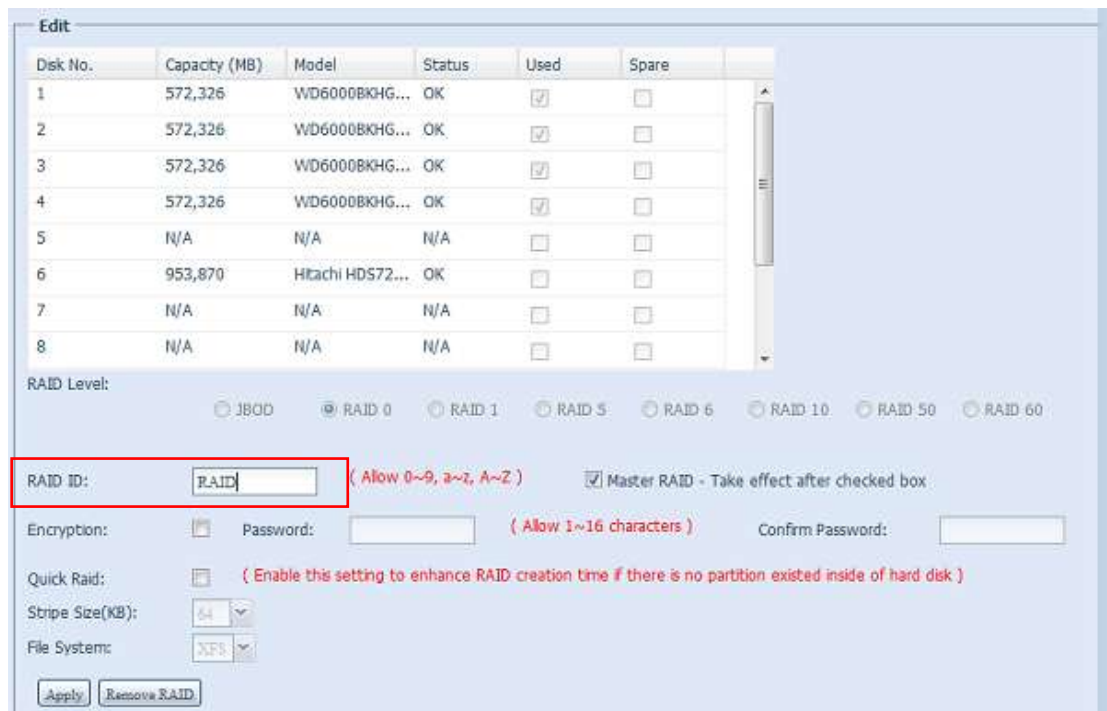 Edit
Disk No. Capacity (MB) Model Status Used Spare
1 572,326 WD6000BKHG... OK
2 572,326 WD6000BKHG... OK
3 572,326 WD6000BKHG... OK
4 572,326 WD6000BKHG... OK
5 N/A N/A N/A
6 953,870 Hitachi HDS72... OK
7 N/A N/A N/A
8 N/A N/A N/A
RAID Level:
JBOD RAID 0 RAID 1 RAID 5 RAID 6 RAID 10 RAID 50 RAID 60
RAID ID: RAID ( Allow 0~9, a~z, A~Z ) Master RAID - Take effect after checked box
Encryption: Password: ( Allow 1~16 characters ) Confirm Password:
Quick Raid: ( Enable this setting to enhance RAID creation time if there is no partition existed inside of hard disk )
Stripe Size(KB): 64
File System: XFS
Apply Remove RAID